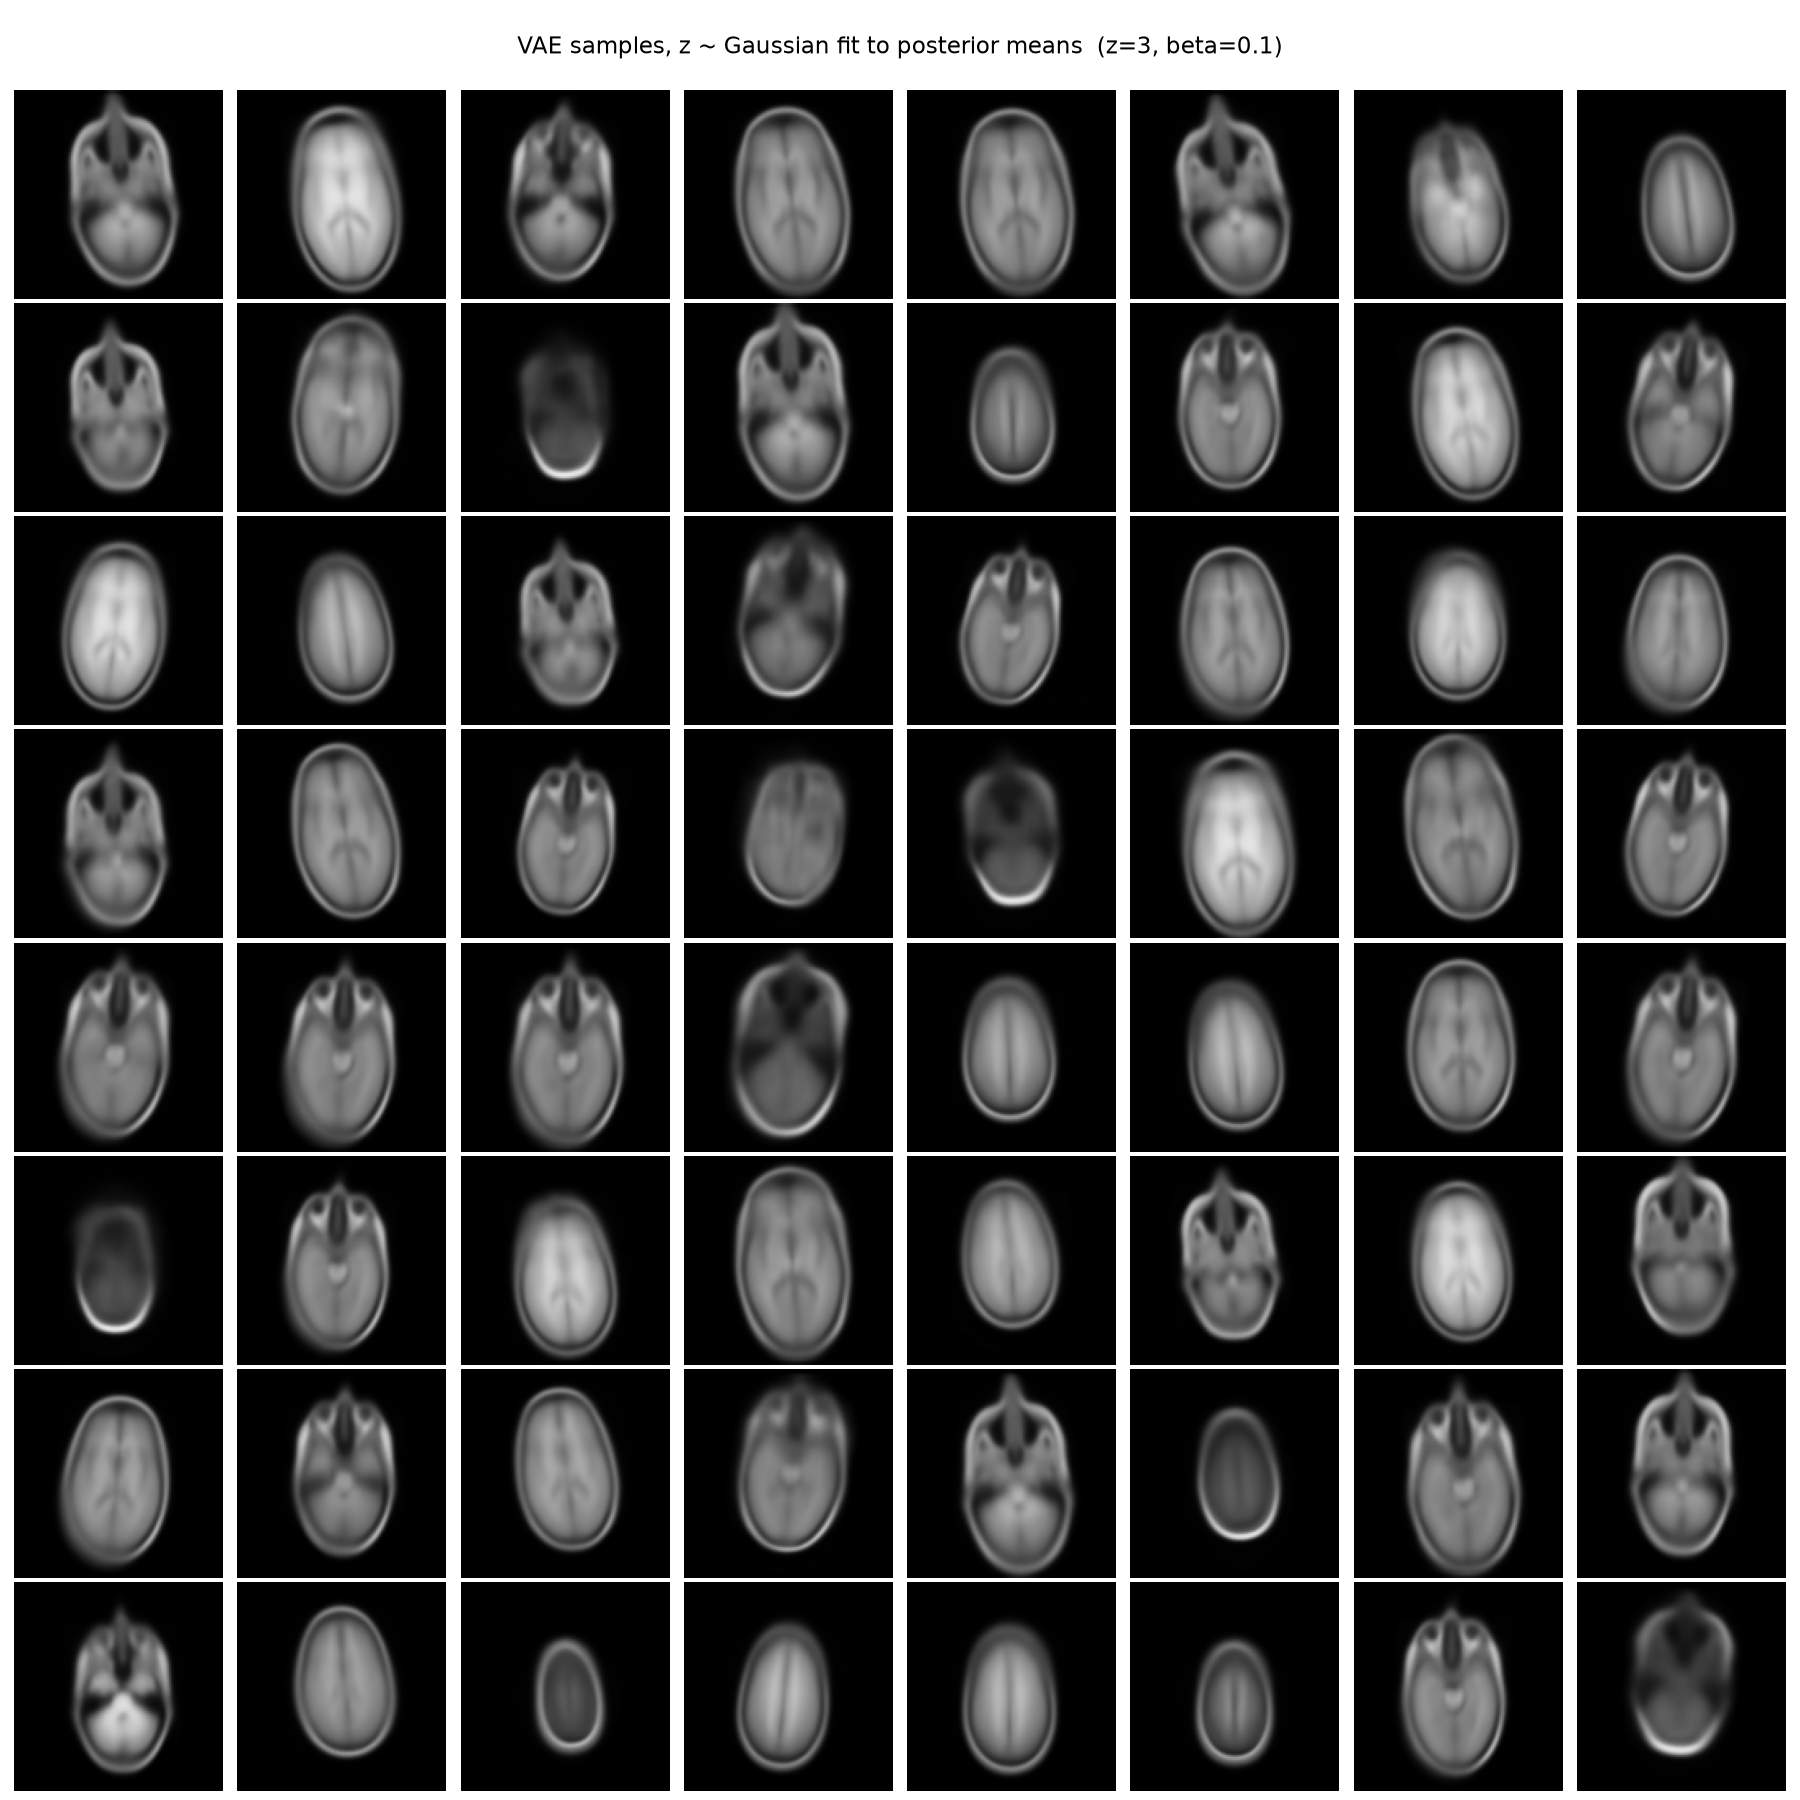 VAE samples, z ~ Gaussian fit to posterior means  (z=3, beta=0.1)